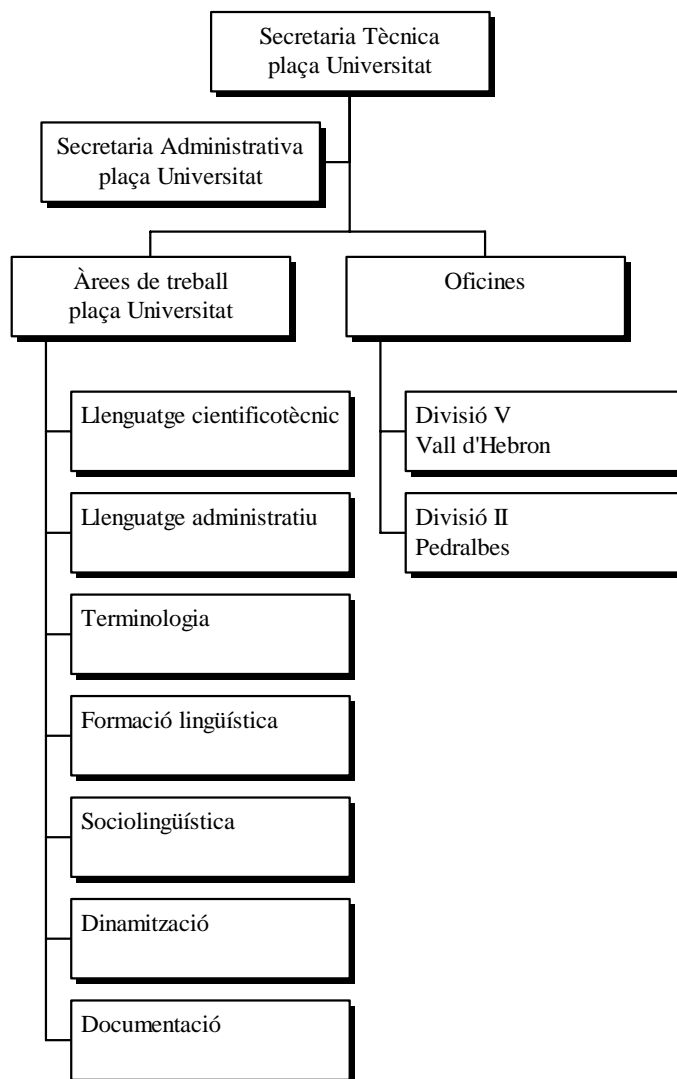 Secretaria Tècnica
plaça Universitat
Secretaria Administrativa
plaça Universitat
Àrees de treball
plaça Universitat
Oficines
Llenguatge cientificotècnic
Llenguatge administratiu
Terminologia
Formació lingüística
Sociolingüística
Dinamització
Documentació
Divisió V
Vall d'Hebron
Divisió II
Pedralbes